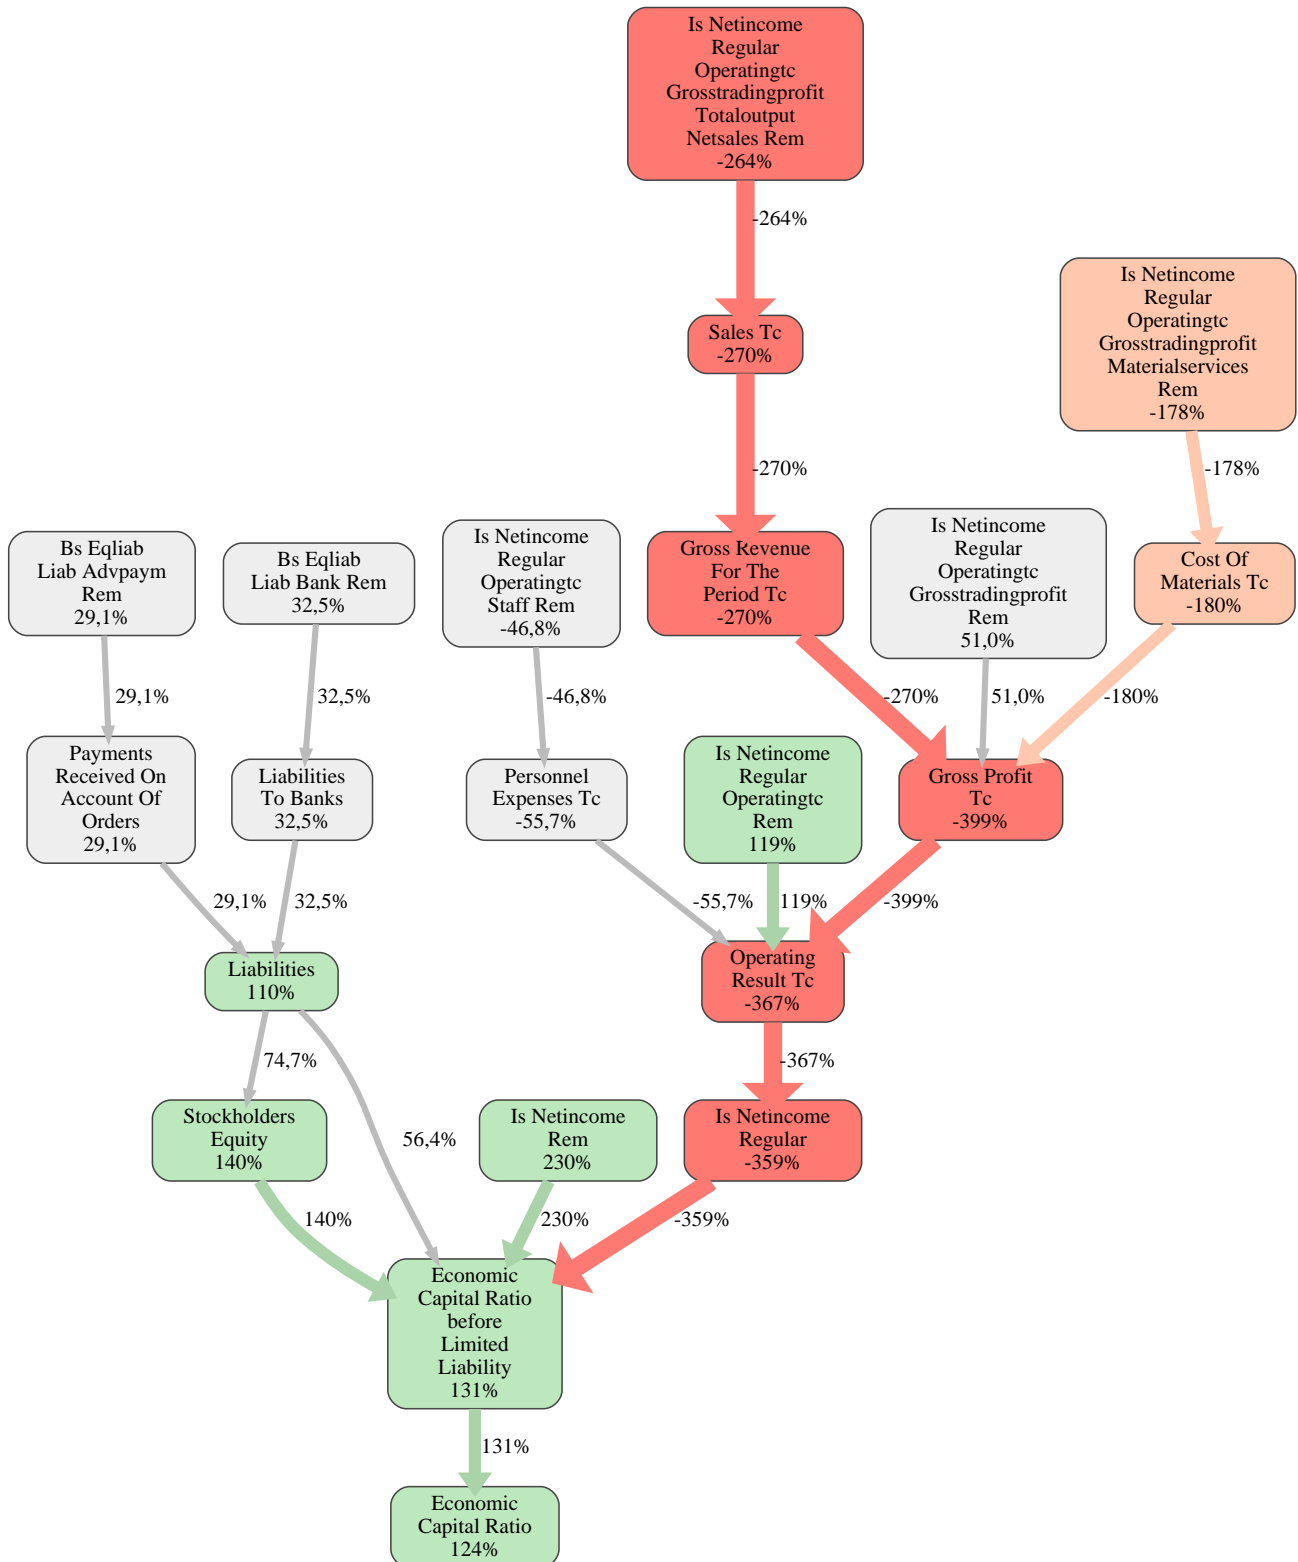 Is Netincome
Regular
Operatingtc
Grosstradingprofit
Totaloutput
Netsales Rem
-264%
-264%
Sales Tc
-270%
Is Netincome
Regular
Operatingtc
Grosstradingprofit
Materialservices
Rem
-178%
-270%
-178%
Bs Eqliab
Liab Advpaym
Rem
29,1%
Bs Eqliab
Liab Bank Rem
32,5%
Is Netincome
Regular
Operatingtc
Staff Rem
-46,8%
Gross Revenue
For The
Period Tc
-270%
Is Netincome
Regular
Operatingtc
Grosstradingprofit
Rem
51,0%
Cost Of
Materials Tc
-180%
29,1%
32,5%
-46,8%
-270%
51,0%
-180%
Payments
Received On
Account Of
Orders
29,1%
Liabilities
To Banks
32,5%
Personnel
Expenses Tc
-55,7%
Is Netincome
Regular
Operatingtc
Rem
119%
Gross Profit
Tc
-399%
29,1%
32,5%
-55,7%
119%
-399%
Liabilities
110%
Operating
Result Tc
-367%
74,7%
-367%
Stockholders
Equity
140%
56,4%
Is Netincome
Rem
230%
Is Netincome
Regular
-359%
140%
230%
-359%
Economic
Capital Ratio
before
Limited
Liability
131%
131%
Economic
Capital Ratio
124%